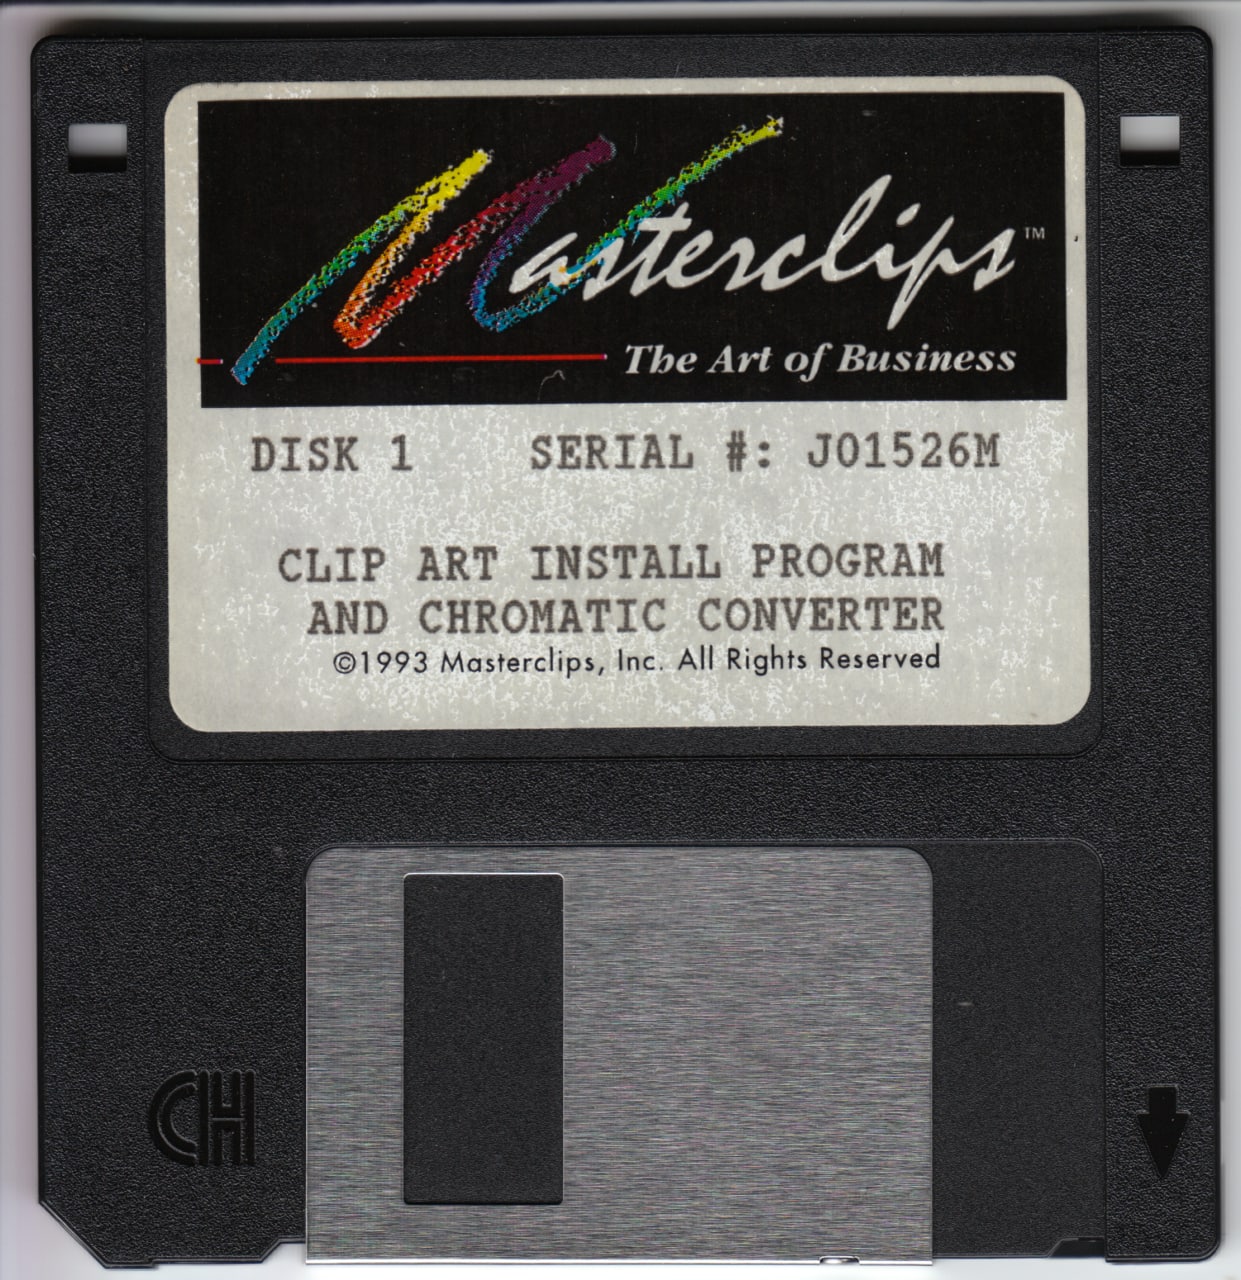 Masterclips™
The Art of Business
DISK 1 SERIAL #: J01526M
CLIP ART INSTALL PROGRAM
AND CHROMATIC CONVERTER
©1993 Masterclips, Inc. All Rights Reserved
CH